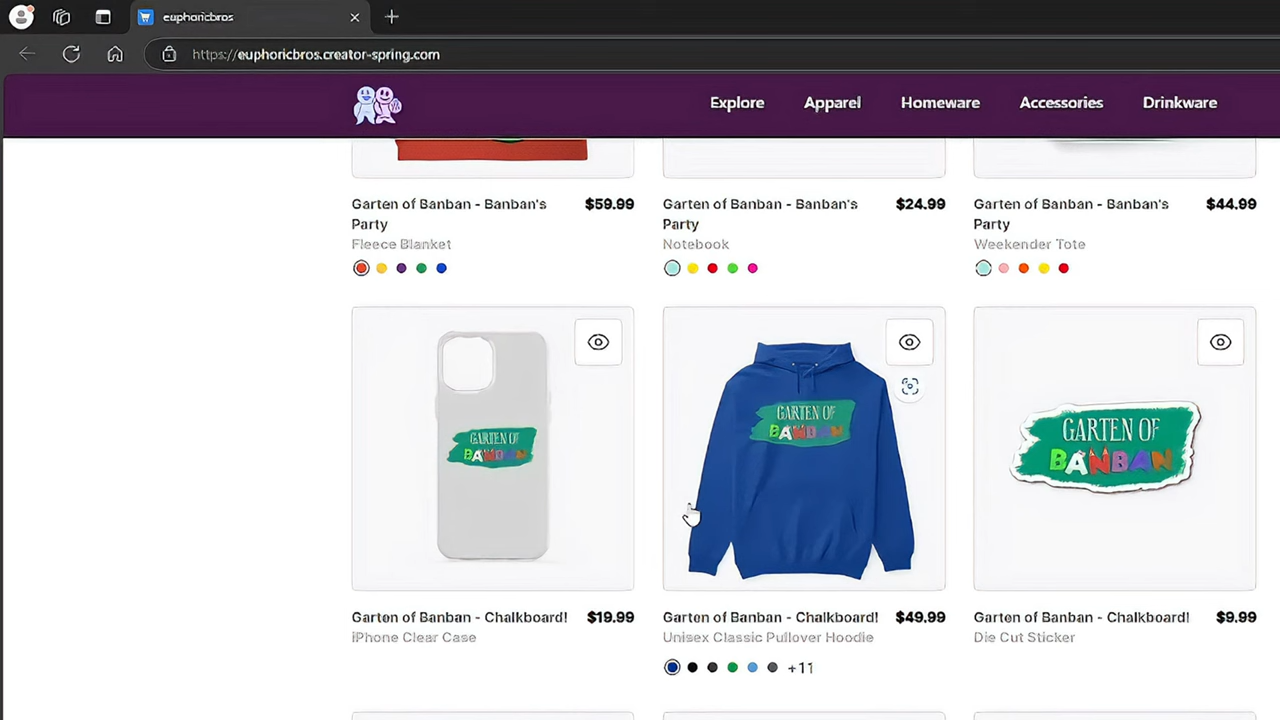 euphoricbros
https://euphoricbros.creator-spring.com
Explore Apparel Homeware Accessories Drinkware
Garten of Banban - Banban's Party $59.99
Fleece Blanket
Garten of Banban - Banban's Party $24.99
Notebook
Garten of Banban - Banban's Party $44.99
Weekender Tote
GARTEN OF
BANBAN
GARTEN OF
BANBAN
GARTEN OF
BANBAN
Garten of Banban - Chalkboard! $19.99
iPhone Clear Case
Garten of Banban - Chalkboard! $49.99
Unisex Classic Pullover Hoodie
+11
Garten of Banban - Chalkboard! $9.99
Die Cut Sticker